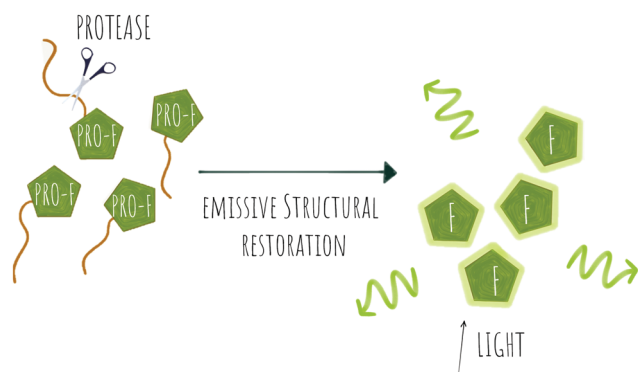 PROTEASE
PRO-F
PRO-F
PRO-F
PRO-F
EMISSIVE STRUCTURAL
RESTORATION
F
F
F
F
LIGHT